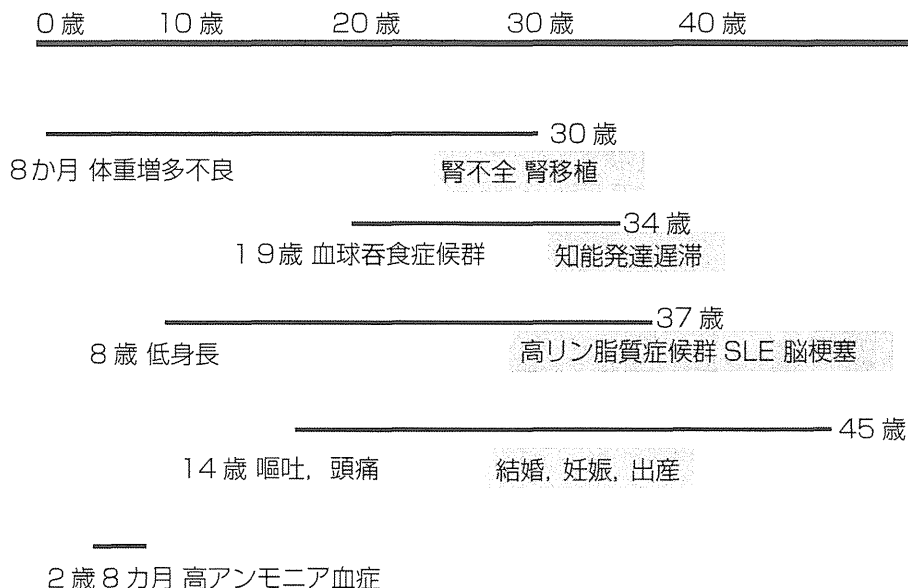 0歳 10歳 20歳 30歳 40歳
30歳
8か月 体重増多不良 腎不全 腎移植
34歳
19歳 血球呑食症候群 知能発達遅滞
37歳
8歳 低身長 高リン脂質症候群 SLE 脳梗塞
45歳
14歳 嘔吐，頭痛 結婚，妊娠，出産
2歳8カ月 高アンモニア血症